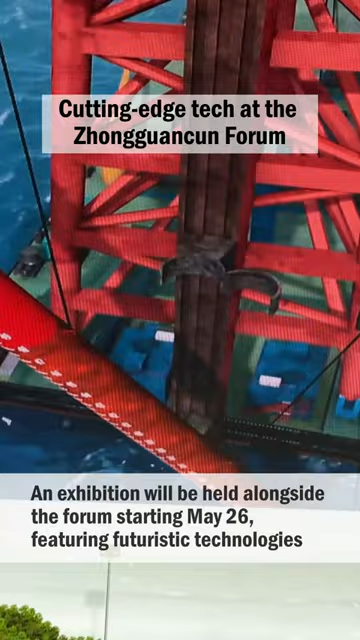 Cutting-edge tech at the
Zhongguancun Forum
An exhibition will be held alongside
the forum starting May 26,
featuring futuristic technologies